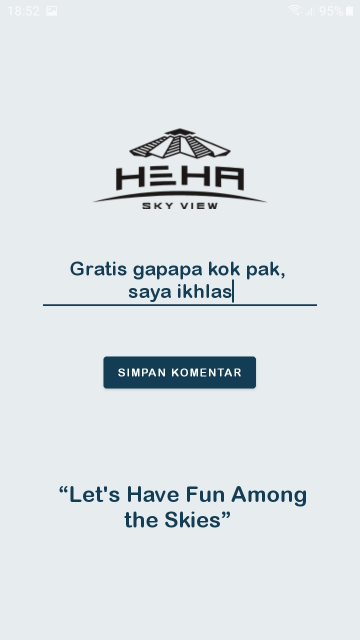 18:52
95%
HEHA
SKY VIEW
Gratis gapapa kok pak,
saya ikhlas
SIMPAN KOMENTAR
“Let's Have Fun Among
the Skies”